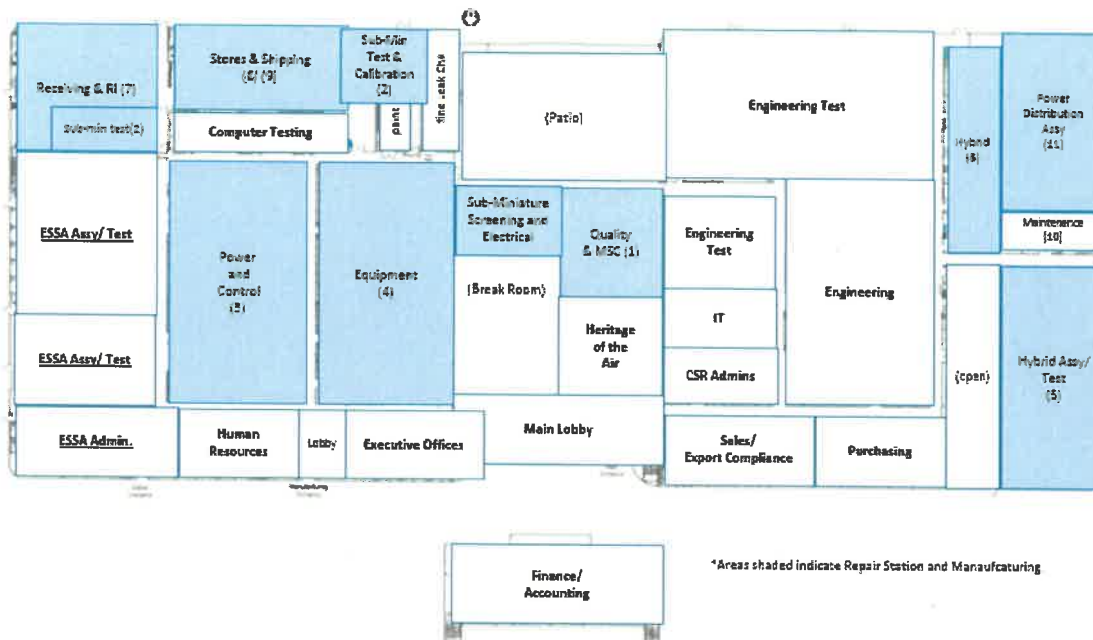 Receiving & RI (7)
Sub-min test(2)
Stores & Shipping
(6/ (9)
Sub-Min
Test &
Calibration
(2)
Computer Testing
paint
fine Leak Chk
(Patio)
Engineering Test
Hybrid
Power
Distribution
Assy
(11)
Maintenence
(10)
ESSA Assy/ Test
Power
and
Control
Equipment
(4)
Sub-Miniature
Screening and
Electrical
Quality
& MSC (1)
Engineering
Test
Engineering
(Break Room)
IT
Heritage
of the
Air
CSR Admins
ESSA Assy/ Test
(open)
Hybrid Assy/
Test
(5)
ESSA Admin.
Human
Resources
Lobby
Executive Offices
Main Lobby
Sales/
Export Compliance
Purchasing
Finance/
Accounting
*Areas shaded indicate Repair Station and Manaufcaturing